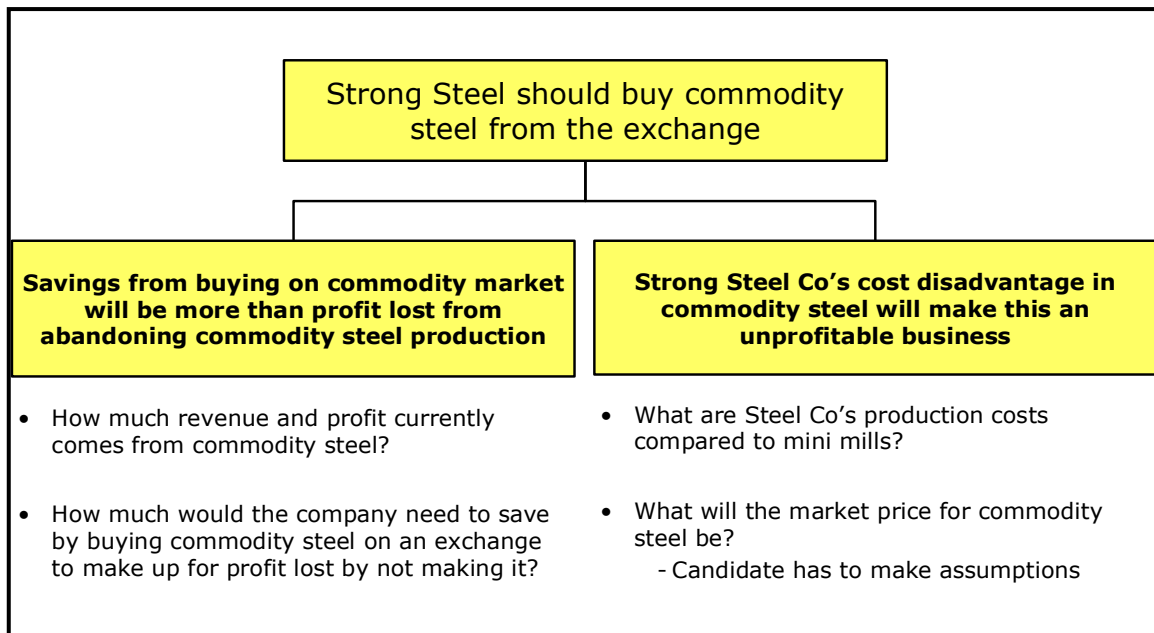 Strong Steel should buy commodity
steel from the exchange
Savings from buying on commodity market
will be more than profit lost from
abandoning commodity steel production
• How much revenue and profit currently
comes from commodity steel?
• How much would the company need to save
by buying commodity steel on an exchange
to make up for profit lost by not making it?
Strong Steel Co’s cost disadvantage in
commodity steel will make this an
unprofitable business
• What are Steel Co’s production costs
compared to mini mills?
• What will the market price for commodity
steel be?
- Candidate has to make assumptions